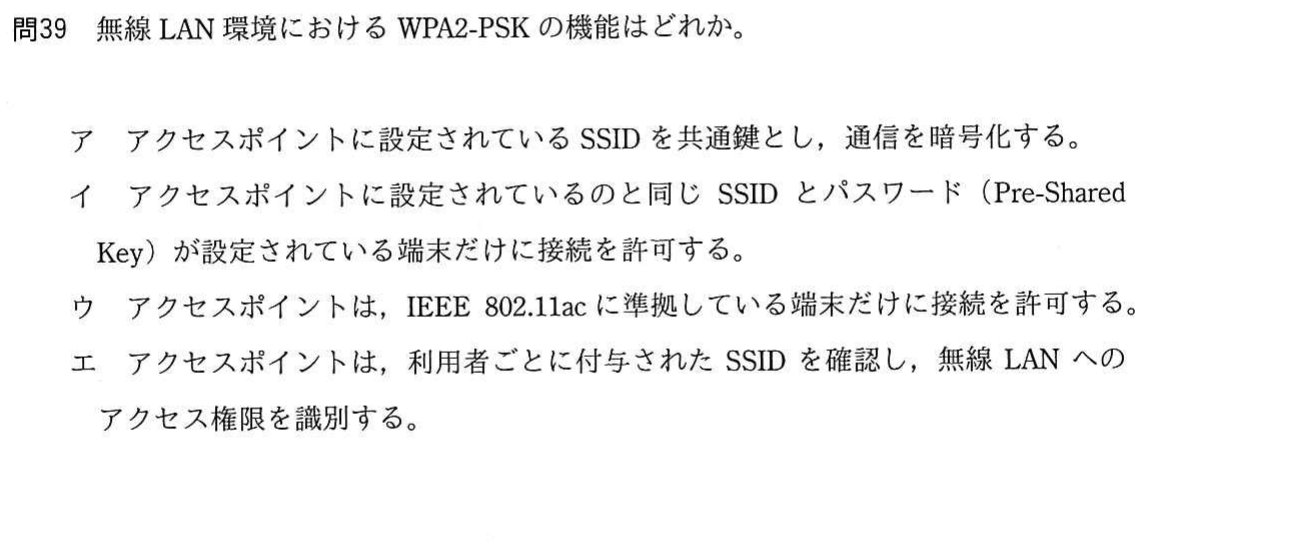 問39 無線 LAN 環境における WPA2-PSK の機能はどれか。
ア アクセスポイントに設定されている SSID を共通鍵とし，通信を暗号化する。
イ アクセスポイントに設定されているのと同じ SSID とパスワード（Pre-Shared
Key）が設定されている端末だけに接続を許可する。
ウ アクセスポイントは，IEEE 802.11ac に準拠している端末だけに接続を許可する。
エ アクセスポイントは，利用者ごとに付与された SSID を確認し，無線 LAN への
アクセス権限を識別する。